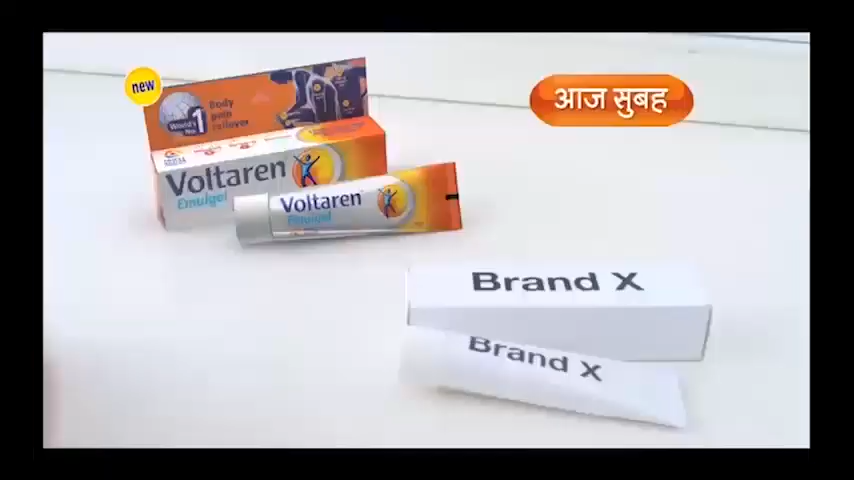 new
आज सुबह
World's
No 1
Body
pain
reliever
Voltaren
Emulgel
Voltaren
Emulgel
Brand X
Brand X